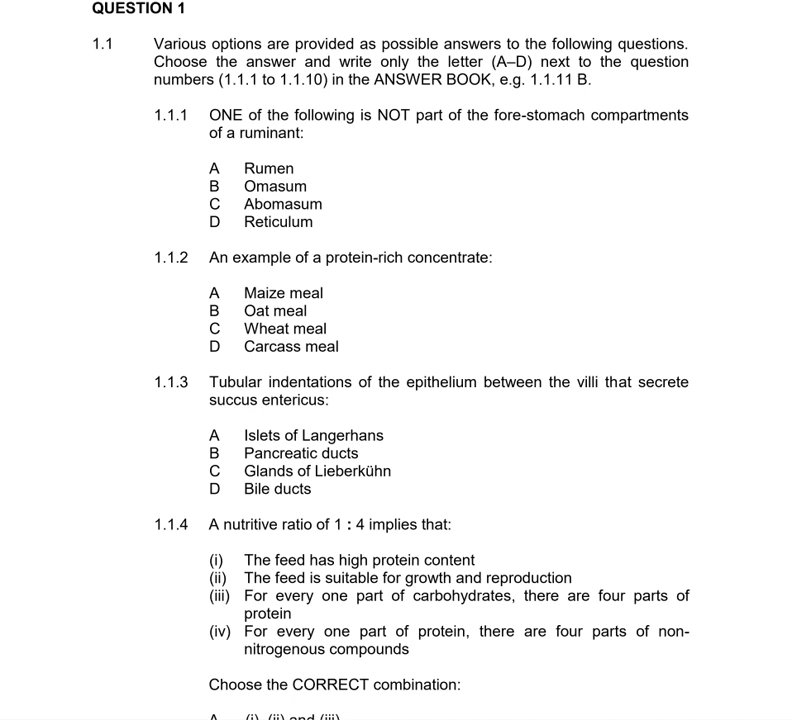 QUESTION 1
1.1 Various options are provided as possible answers to the following questions.
Choose the answer and write only the letter (A–D) next to the question
numbers (1.1.1 to 1.1.10) in the ANSWER BOOK, e.g. 1.1.11 B.
1.1.1 ONE of the following is NOT part of the fore-stomach compartments
of a ruminant:
A Rumen
B Omasum
C Abomasum
D Reticulum
1.1.2 An example of a protein-rich concentrate:
A Maize meal
B Oat meal
C Wheat meal
D Carcass meal
1.1.3 Tubular indentations of the epithelium between the villi that secrete
succus entericus:
A Islets of Langerhans
B Pancreatic ducts
C Glands of Lieberkühn
D Bile ducts
1.1.4 A nutritive ratio of 1 : 4 implies that:
(i) The feed has high protein content
(ii) The feed is suitable for growth and reproduction
(iii) For every one part of carbohydrates, there are four parts of
protein
(iv) For every one part of protein, there are four parts of non-
nitrogenous compounds
Choose the CORRECT combination:
A (i), (ii) and (iii)